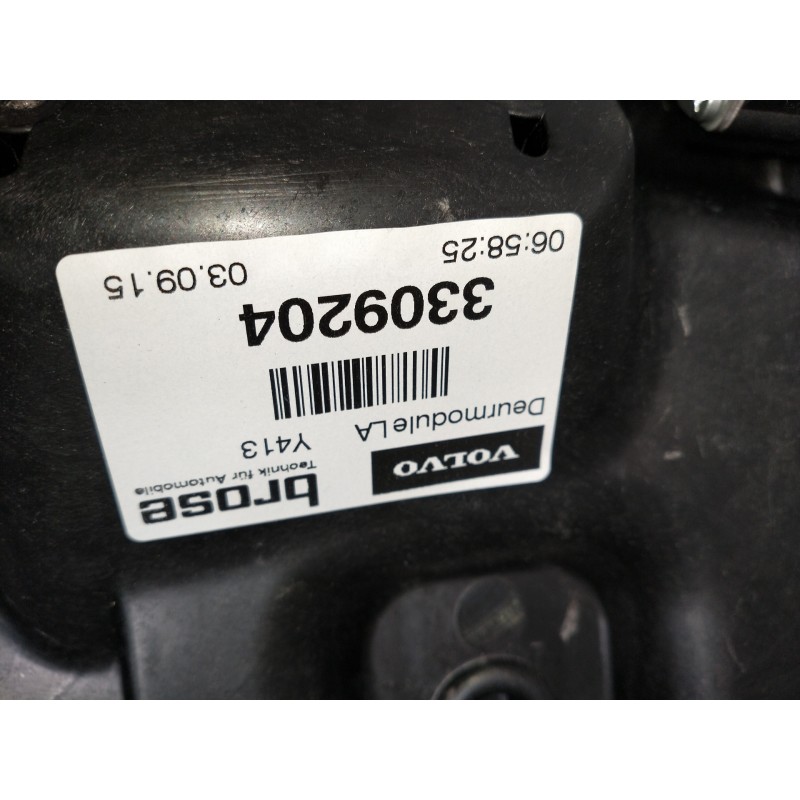 VOLVO
brose
Technik für Automobile
Deurmodule LA
Y413
3309204
06:58:25
03.09.15